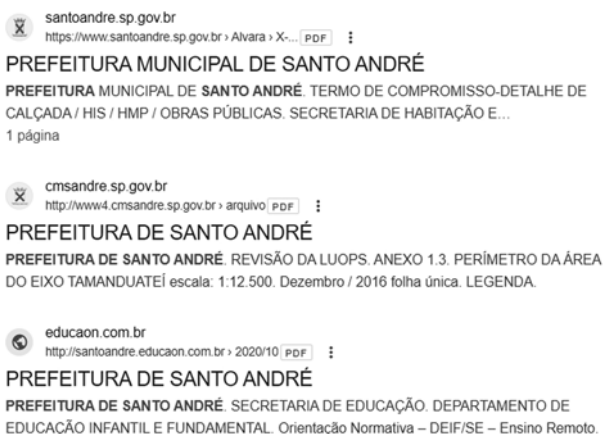 santoandre.sp.gov.br
https://www.santoandre.sp.gov.br › Alvara › X-... PDF
PREFEITURA MUNICIPAL DE SANTO ANDRÉ
PREFEITURA MUNICIPAL DE SANTO ANDRÉ. TERMO DE COMPROMISSO-DETALHE DE
CALÇADA / HIS / HMP / OBRAS PÚBLICAS. SECRETARIA DE HABITAÇÃO E...
1 página
cmsandre.sp.gov.br
http://www4.cmsandre.sp.gov.br › arquivo PDF
PREFEITURA DE SANTO ANDRÉ
PREFEITURA DE SANTO ANDRÉ. REVISÃO DA LUOPS. ANEXO 1.3. PERÍMETRO DA ÁREA
DO EIXO TAMANDUATEÍ escala: 1:12.500. Dezembro / 2016 folha única. LEGENDA.
educaon.com.br
http://santoandre.educaon.com.br › 2020/10 PDF
PREFEITURA DE SANTO ANDRÉ
PREFEITURA DE SANTO ANDRÉ. SECRETARIA DE EDUCAÇÃO. DEPARTAMENTO DE
EDUCAÇÃO INFANTIL E FUNDAMENTAL. Orientação Normativa – DEIF/SE – Ensino Remoto.